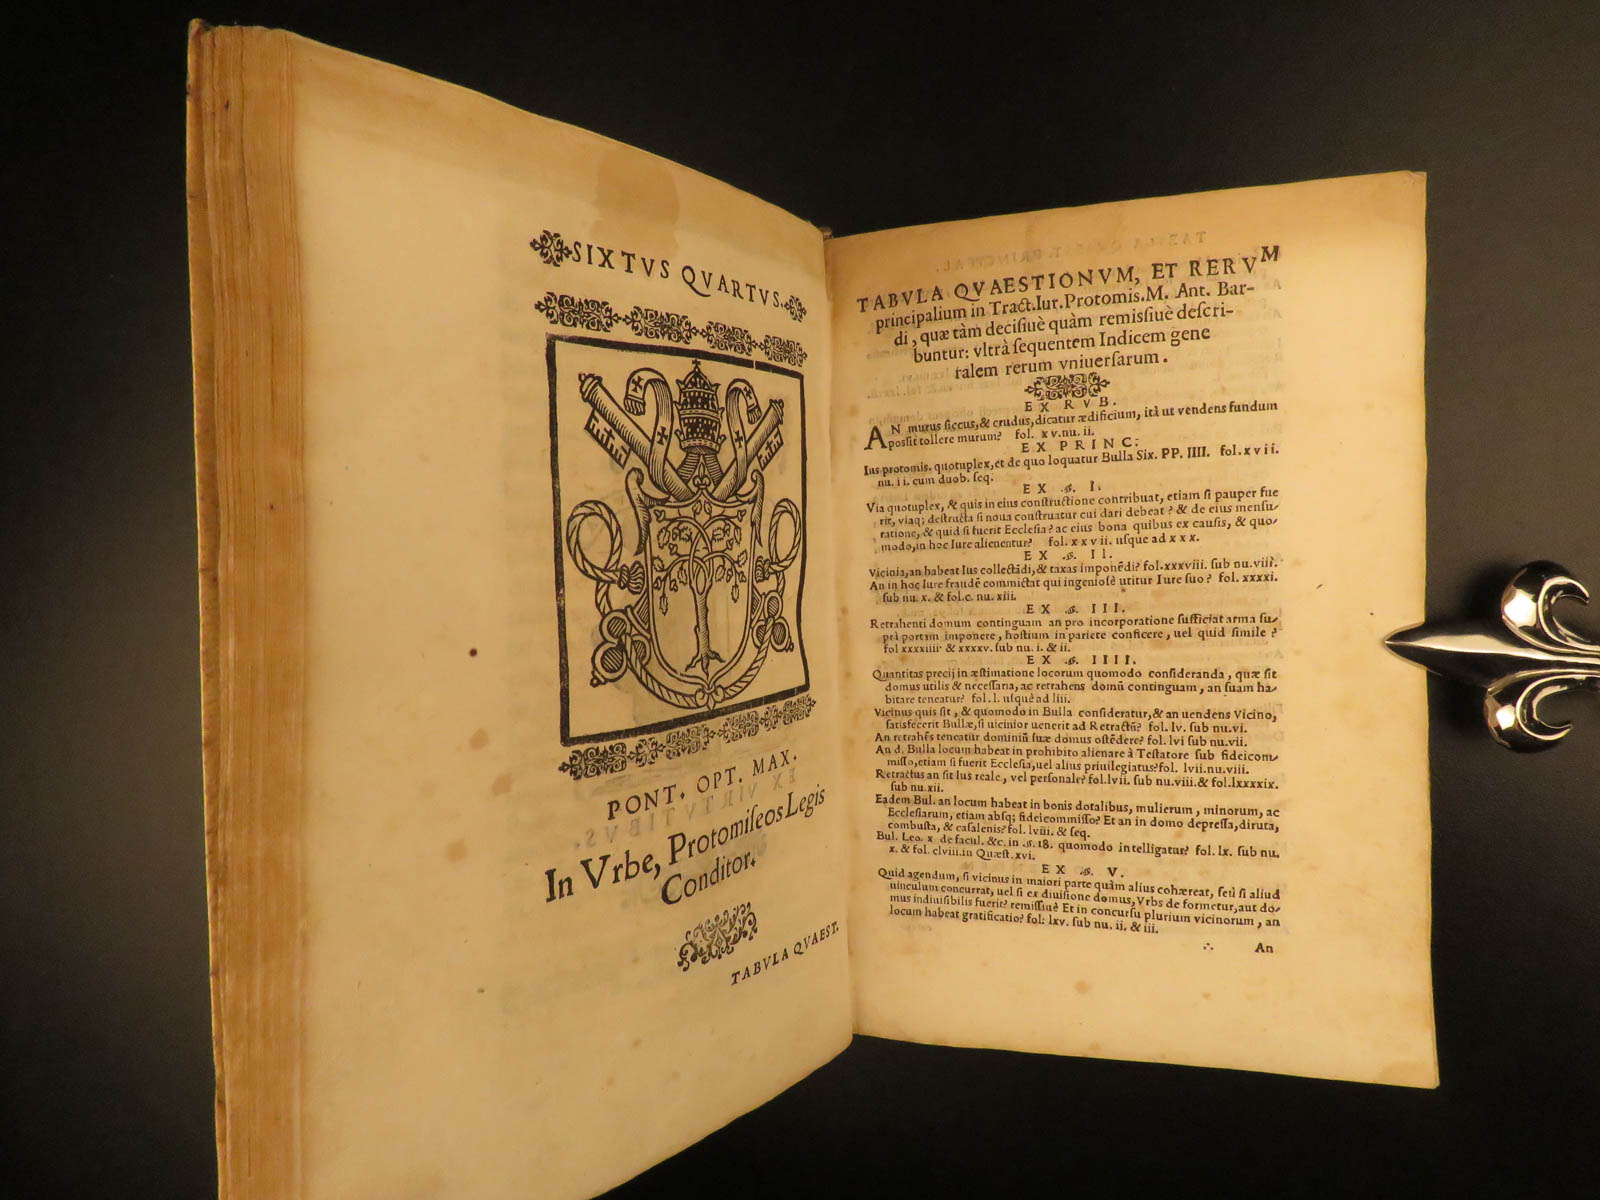 SIXTVS QVARTVS.
PONT. OPT. MAX.
In Vrbe, Protomiſeos Legis
Conditor.
TABVLA QVAEST.
TABVLA QVAESTIONVM, ET RERVM
principalium in Tract.Iur.Protomis.M. Ant. Bar-
di, quæ tàm deciſiuè quàm remiſſiuè deſcri-
buntur: vltrà ſequentem Indicem gene
ralem rerum vniuerſarum.
EX RVB.
AN murus ſiccus,& crudus,dicatur ædificium, ità ut vendens fundum
poſsit tollere murum? fol. xv.nu. ii.
EX PRINC:
Ius protomis. quotuplex,et de quo loquatur Bulla Six. PP. IIII. fol.xvii.
nu. ii. cum duob. ſeq.
EX .§. I.
Via quotuplex, & quis in eius conſtructione contribuat, etiam ſi pauper fue
rit, viaq; deſtructa ſi noua conſtruatur cui dari debeat? & de eius menſu-
ratione, & quid ſi fuerit Eccleſia? ac eius bona quibus ex cauſis, & quo-
modo,in hoc Iure alienentur? fol. xxvii. uſque ad xxx.
EX .§. II.
Vicinia,an habeat Ius collectādi,& taxas imponēdi? fol.xxxviii. ſub nu.viii.
An in hoc Iure fraudē committat qui ingenioſè utitur Iure ſuo? fol. xxxxi.
ſub nu. x. & fol.c. nu. xiii.
EX .§. III.
Retrahenti domum contiguam an pro incorporatione ſufficiat arma ſu-
prà portam imponere, hoſtium in pariete conficere, uel quid ſimile?
fol xxxxiiii. & xxxxv. ſub nu. i. & ii.
EX .§. IIII.
Quantitas precij in æſtimatione locorum quomodo conſideranda, quæ ſit
domus utilis & neceſſaria, ac retrahens domū contiguam, an ſuam ha-
bitare teneatur? fol.l. uſquè ad liii.
Vicinus quis ſit, & quomodo in Bulla conſideratur,& an uendens Vicino,
ſatisfecerit Bullæ,ſi uicinior uenerit ad Retractū? fol. lv. ſub nu.vi.
An retrahēs teneatur dominiū ſuæ domus oſtēdere? fol. lvi ſub nu.vii.
An d. Bulla locum habeat in prohibito alienare à Teſtatore ſub fideicom-
miſſo,etiam ſi fuerit Eccleſia,uel alius priuilegiatus?fol. lvii.nu.viii.
Retractus an ſit Ius reale, vel perſonale? fol.lvii. ſub nu.viii.& fol.lxxxxix.
ſub nu.xii.
Eadem Bul. an locum habeat in bonis dotalibus, mulierum, minorum, ac
Eccleſiarum, etiam abſq; fideicommiſſo? Et an in domo depreſſa,diruta,
combuſta, & caſalenis? fol. lviii. & ſeq.
Bul. Leo. x de facul. &c. in .§. 18. quomodo intelligatur? fol. lx. ſub nu.
x. & fol. clviii.in Quæſt.xvi.
EX .§. V.
Quid agendum, ſi vicinus in maiori parte quàm alius cohæreat, ſeù ſi aliud
uinculum concurrat, uel ſi ex diuiſione domus,Vrbs de formetur,aut do-
mus indiuiſibilis fuerit? remiſſiuè Et in concurſu plurium vicinorum, an
locum habeat gratificatio? fol. lxv. ſub nu. ii. & iii.
An